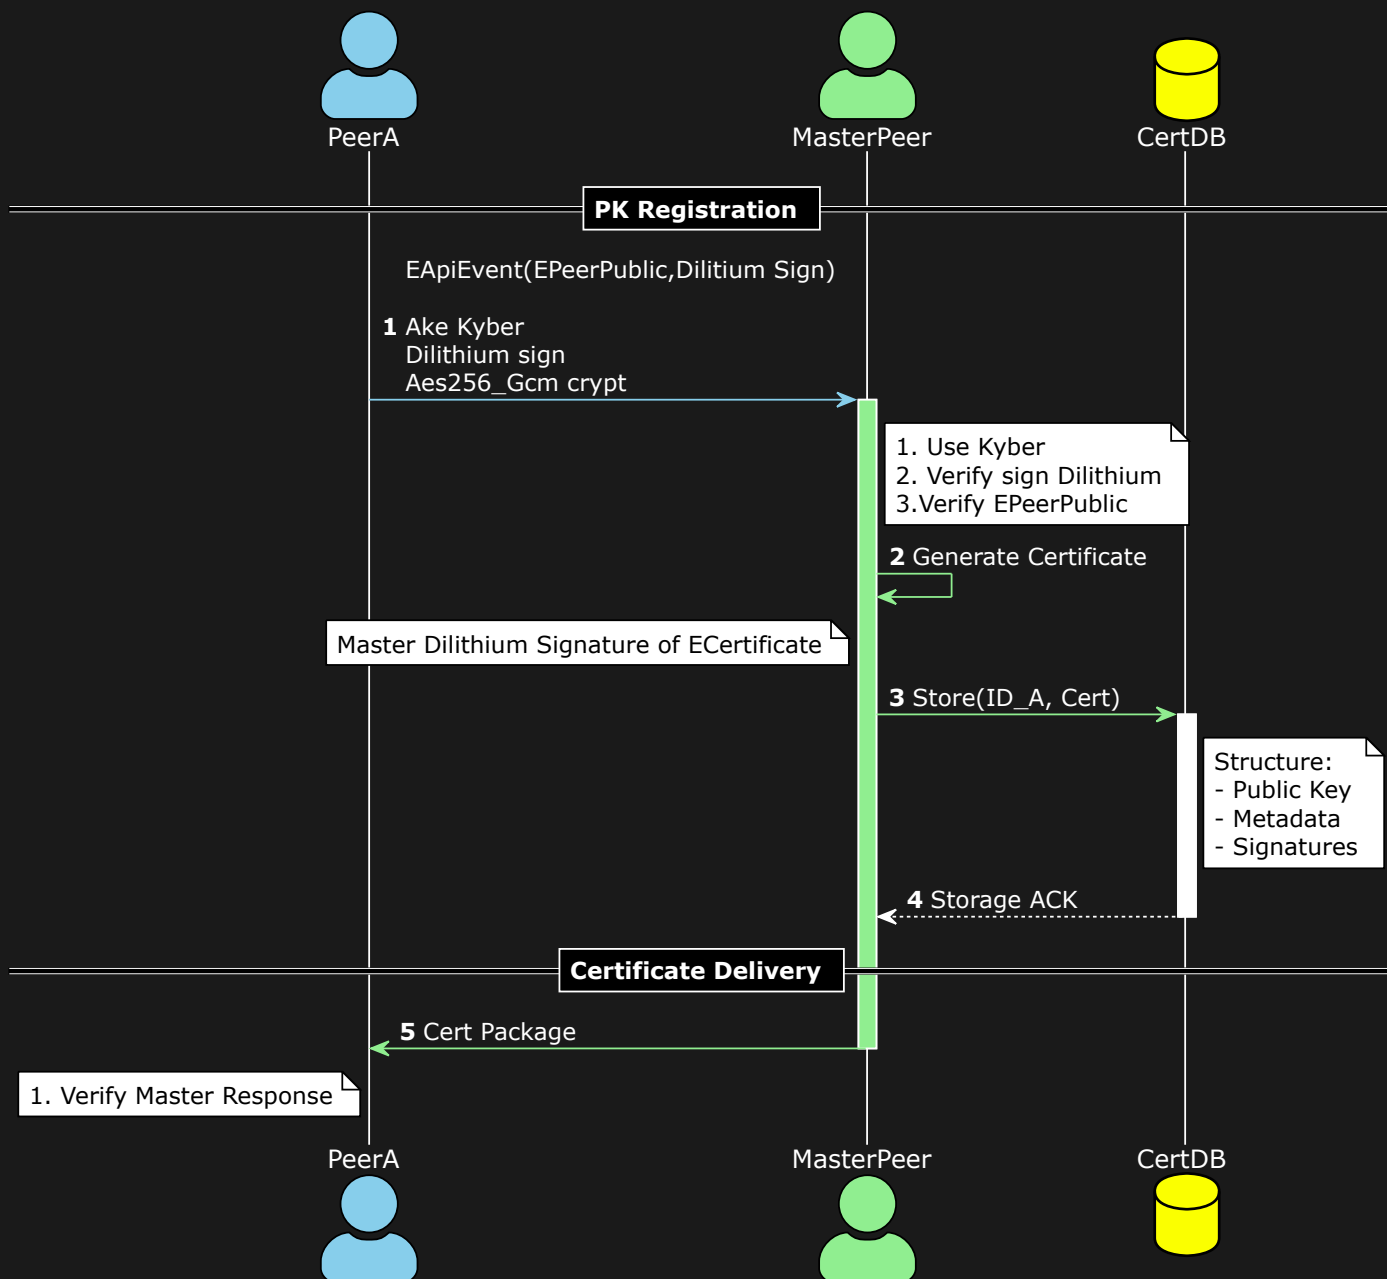 PeerA
MasterPeer
CertDB
PK Registration
EApiEvent(EPeerPublic,Dilitium Sign)
1 Ake Kyber
Dilithium sign
Aes256_Gcm crypt
1. Use Kyber
2. Verify sign Dilithium
3.Verify EPeerPublic
2 Generate Certificate
Master Dilithium Signature of ECertificate
3 Store(ID_A, Cert)
Structure:
- Public Key
- Metadata
- Signatures
4 Storage ACK
Certificate Delivery
5 Cert Package
1. Verify Master Response
PeerA
MasterPeer
CertDB